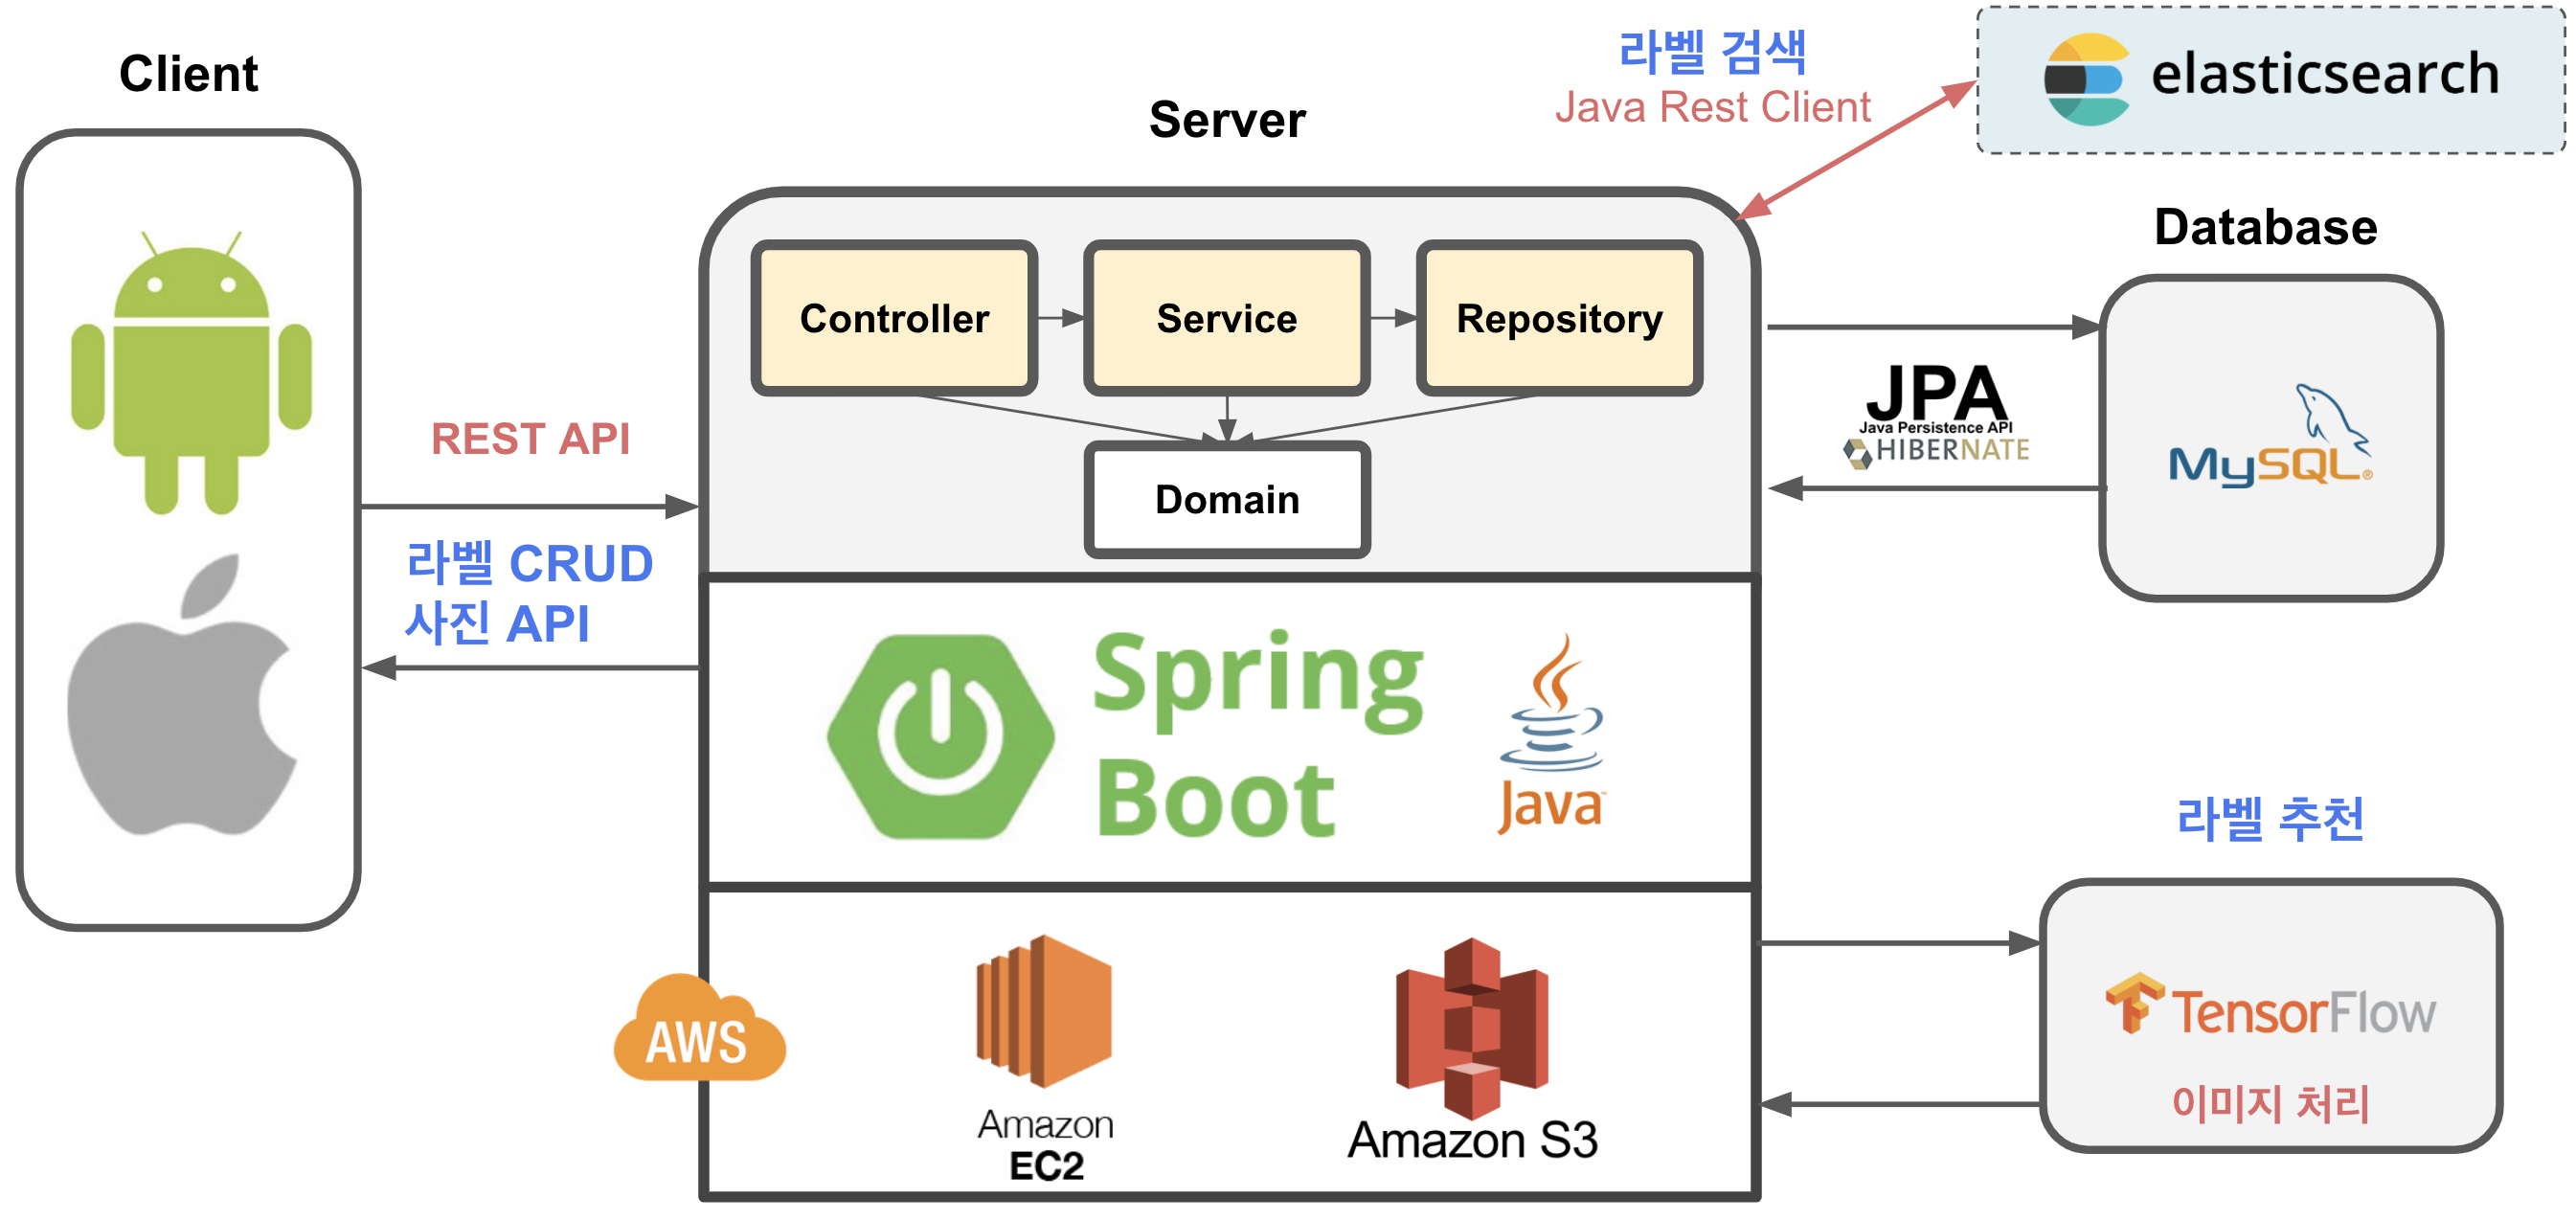 Client
REST API
라벨 CRUD
사진 API
Server
Controller
Service
Repository
Domain
Spring
Boot
Java
AWS
Amazon
EC2
Amazon S3
라벨 검색
Java Rest Client
elasticsearch
Database
JPA
Java Persistence API
HIBERNATE
MySQL®
라벨 추천
TensorFlow
이미지 처리